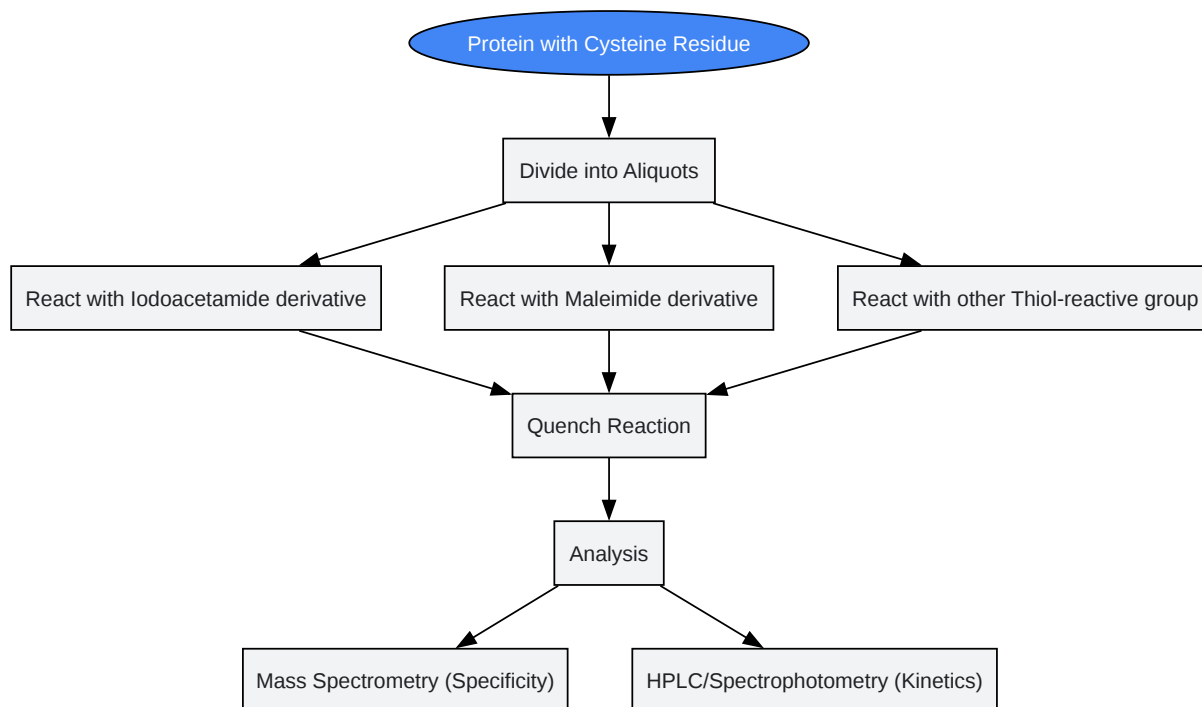 Protein with Cysteine Residue
Divide into Aliquots
React with Iodoacetamide derivative
React with Maleimide derivative
React with other Thiol-reactive group
Quench Reaction
Analysis
Mass Spectrometry (Specificity)
HPLC/Spectrophotometry (Kinetics)